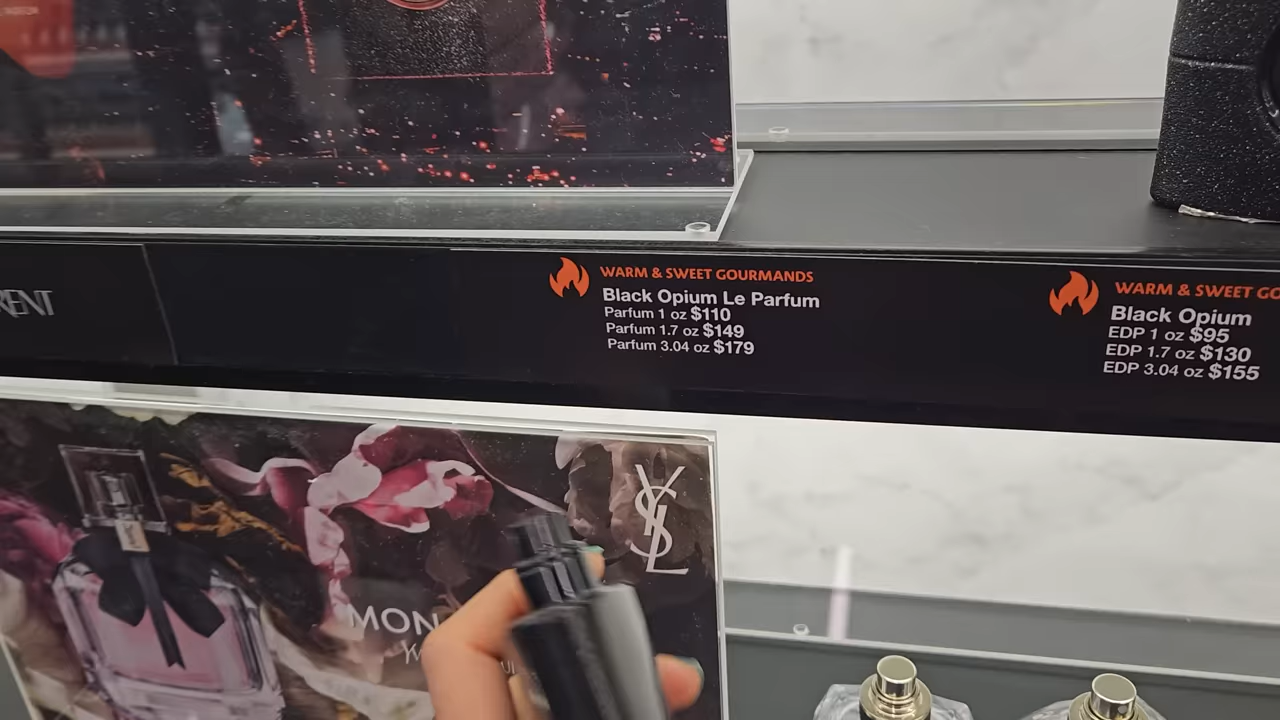 RENT
WARM & SWEET GOURMANDS
Black Opium Le Parfum
Parfum 1 oz $110
Parfum 1.7 oz $149
Parfum 3.04 oz $179
WARM & SWEET GO
Black Opium
EDP 1 oz $95
EDP 1.7 oz $130
EDP 3.04 oz $155
YSL
MON